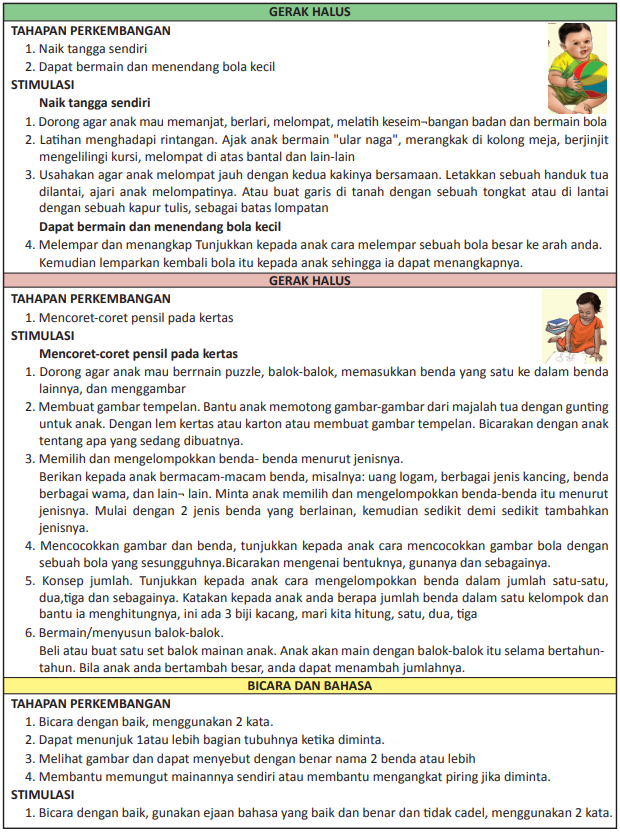 GERAK HALUS
TAHAPAN PERKEMBANGAN
1. Naik tangga sendiri
2. Dapat bermain dan menendang bola kecil
STIMULASI
Naik tangga sendiri
1. Dorong agar anak mau memanjat, berlari, melompat, melatih keseim¬bangan badan dan bermain bola
2. Latihan menghadapi rintangan. Ajak anak bermain "ular naga", merangkak di kolong meja, berjinjit
mengelilingi kursi, melompat di atas bantal dan lain-lain
3. Usahakan agar anak melompat jauh dengan kedua kakinya bersamaan. Letakkan sebuah handuk tua
dilantai, ajari anak melompatinya. Atau buat garis di tanah dengan sebuah tongkat atau di lantai
dengan sebuah kapur tulis, sebagai batas lompatan
Dapat bermain dan menendang bola kecil
4. Melempar dan menangkap Tunjukkan kepada anak cara melempar sebuah bola besar ke arah anda.
Kemudian lemparkan kembali bola itu kepada anak sehingga ia dapat menangkapnya.
GERAK HALUS
TAHAPAN PERKEMBANGAN
1. Mencoret-coret pensil pada kertas
STIMULASI
Mencoret-coret pensil pada kertas
1. Dorong agar anak mau berrnain puzzle, balok-balok, memasukkan benda yang satu ke dalam benda
lainnya, dan menggambar
2. Membuat gambar tempelan. Bantu anak memotong gambar-gambar dari majalah tua dengan gunting
untuk anak. Dengan lem kertas atau karton atau membuat gambar tempelan. Bicarakan dengan anak
tentang apa yang sedang dibuatnya.
3. Memilih dan mengelompokkan benda- benda menurut jenisnya.
Berikan kepada anak bermacam-macam benda, misalnya: uang logam, berbagai jenis kancing, benda
berbagai wama, dan lain¬ lain. Minta anak memilih dan mengelompokkan benda-benda itu menurut
jenisnya. Mulai dengan 2 jenis benda yang berlainan, kemudian sedikit demi sedikit tambahkan
jenisnya.
4. Mencocokkan gambar dan benda, tunjukkan kepada anak cara mencocokkan gambar bola dengan
sebuah bola yang sesungguhnya.Bicarakan mengenai bentuknya, gunanya dan sebagainya.
5. Konsep jumlah. Tunjukkan kepada anak cara mengelompokkan benda dalam jumlah satu-satu,
dua,tiga dan sebagainya. Katakan kepada anak anda berapa jumlah benda dalam satu kelompok dan
bantu ia menghitungnya, ini ada 3 biji kacang, mari kita hitung, satu, dua, tiga
6. Bermain/menyusun balok-balok.
Beli atau buat satu set balok mainan anak. Anak akan main dengan balok-balok itu selama bertahun-
tahun. Bila anak anda bertambah besar, anda dapat menambah jumlahnya.
BICARA DAN BAHASA
TAHAPAN PERKEMBANGAN
1. Bicara dengan baik, menggunakan 2 kata.
2. Dapat menunjuk 1atau lebih bagian tubuhnya ketika diminta.
3. Melihat gambar dan dapat menyebut dengan benar nama 2 benda atau lebih
4. Membantu memungut mainannya sendiri atau membantu mengangkat piring jika diminta.
STIMULASI
1. Bicara dengan baik, gunakan ejaan bahasa yang baik dan benar dan tidak cadel, menggunakan 2 kata.